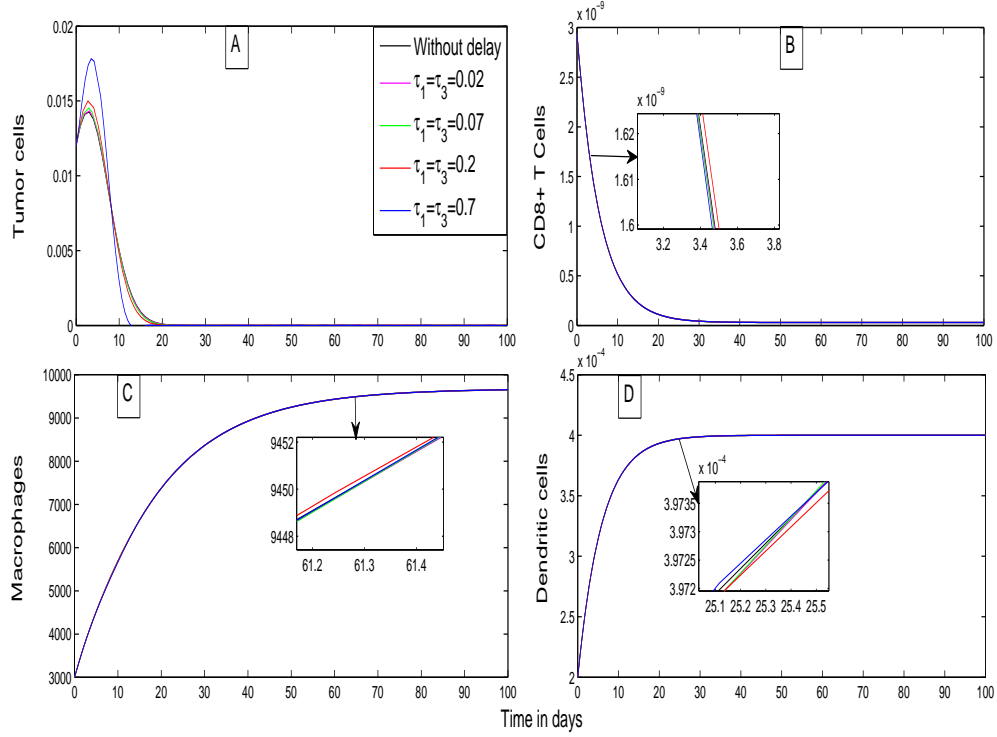 A
Without delay
τ1=τ3=0.02
τ1=τ3=0.07
τ1=τ3=0.2
τ1=τ3=0.7
Tumor cells
0.02
0.015
0.01
0.005
0
0 10 20 30 40 50 60 70 80 90 100
B
x 10^-9
CD8+ T Cells
3
2.5
2
1.5
1
0.5
0
0 10 20 30 40 50 60 70 80 90 100
x 10^-9
1.62
1.61
1.6
3.2 3.4 3.6 3.8
C
Macrophages
10000
9000
8000
7000
6000
5000
4000
3000
0 10 20 30 40 50 60 70 80 90 100
9452
9450
9448
61.2 61.3 61.4
D
x 10^-4
Dendritic cells
4.5
4
3.5
3
2.5
2
0 10 20 30 40 50 60 70 80 90 100
x 10^-4
3.9735
3.973
3.9725
3.972
25.1 25.2 25.3 25.4 25.5
Time in days